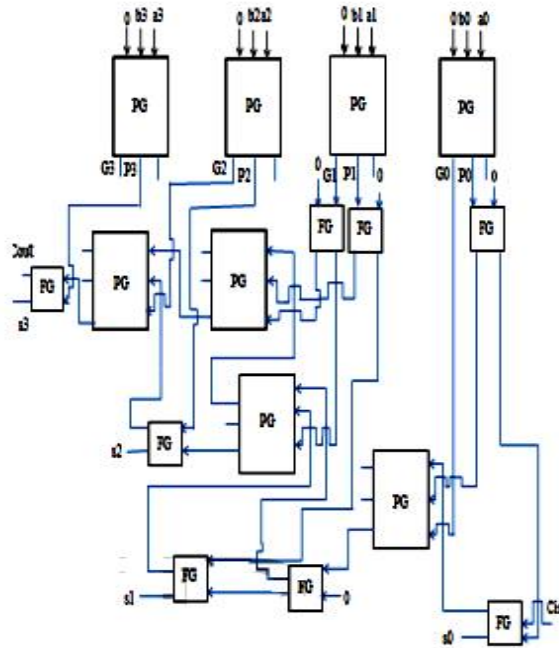 0 b3 a3 0 b2 a2 0 b1 a1 0 b0 a0
PG PG PG PG
G3 P3 G2 P2 0 G1 P1 0 G0 P0 0
FG FG FG
Cout
FG PG PG
s3
PG
FG
s2
PG
FG FG
s1 0
FG
s0